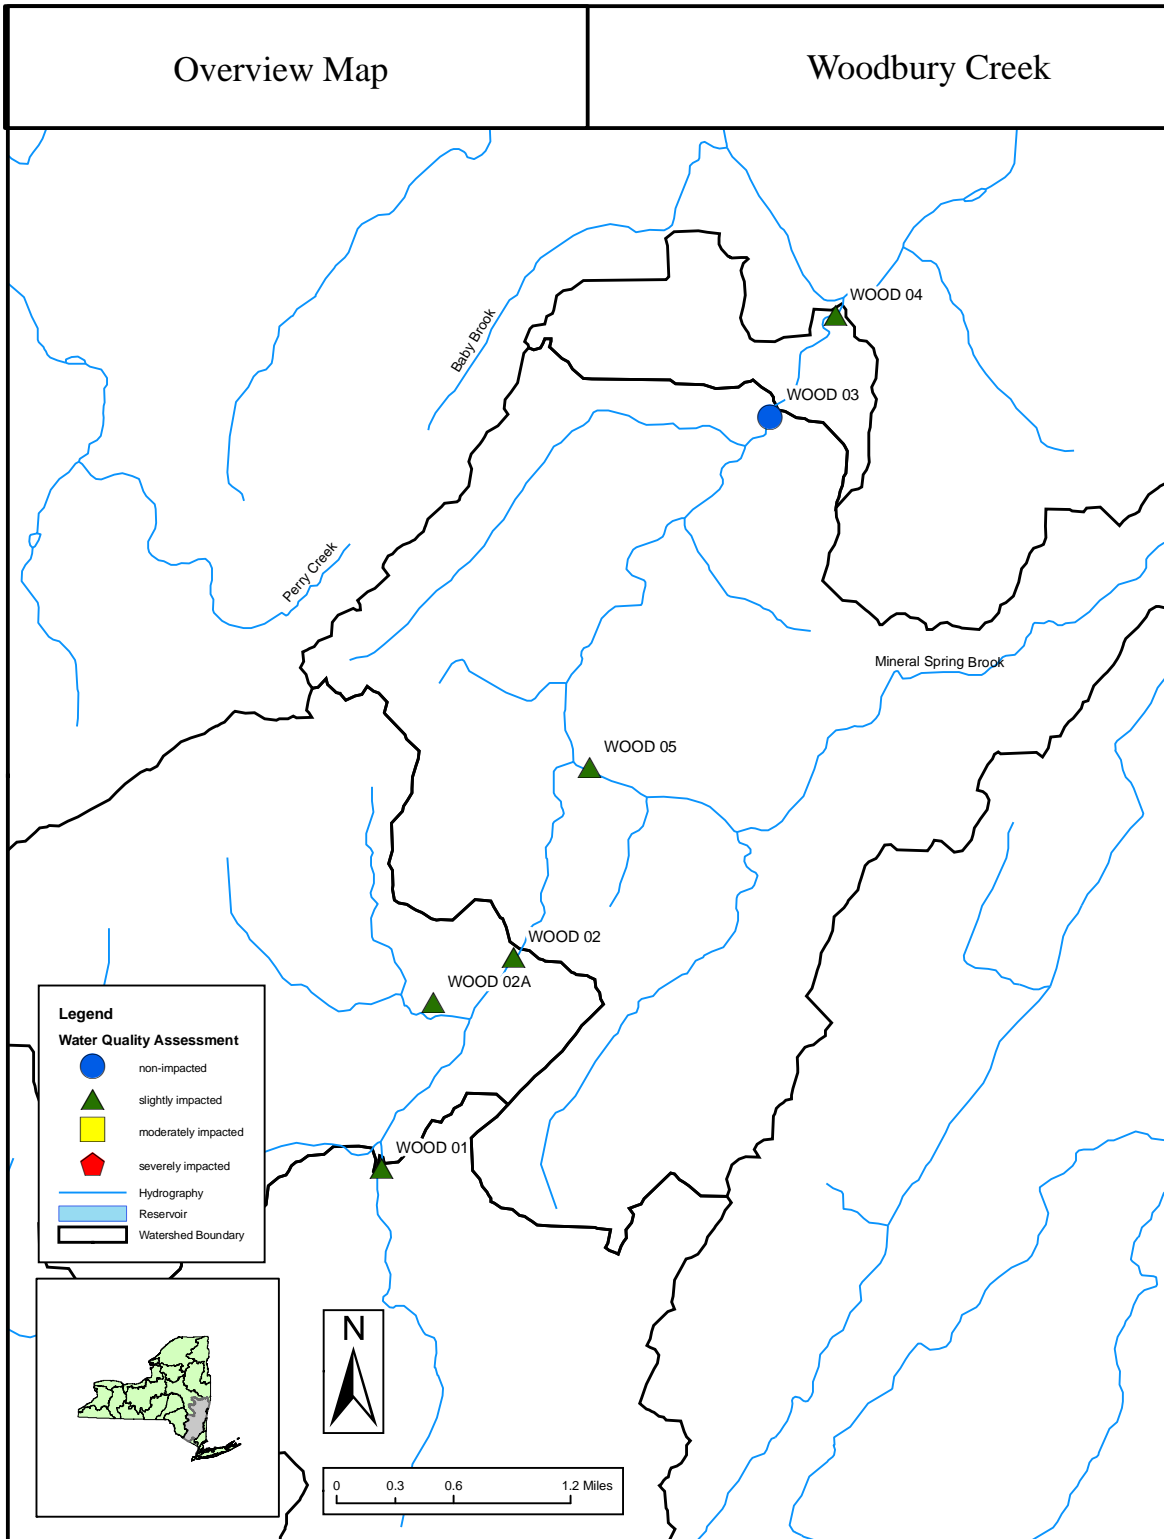 Overview Map
Woodbury Creek
WOOD 04
Baby Brook
WOOD 03
Perry Creek
Mineral Spring Brook
WOOD 05
WOOD 02
WOOD 02A
WOOD 01
Legend
Water Quality Assessment
non-impacted
slightly impacted
moderately impacted
severely impacted
Hydrography
Reservoir
Watershed Boundary
N
0 0.3 0.6 1.2 Miles